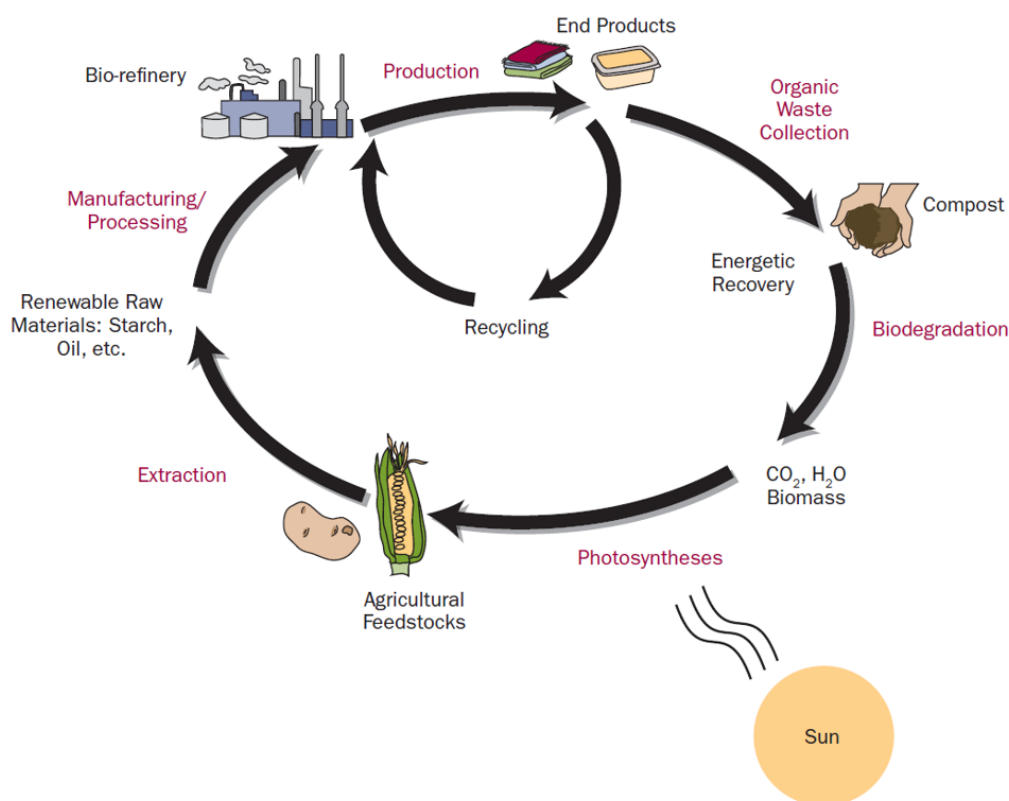 End Products
Bio-refinery
Production
Organic
Waste
Collection
Manufacturing/
Processing
Compost
Energetic
Recovery
Renewable Raw
Materials: Starch,
Oil, etc.
Recycling
Biodegradation
Extraction
CO₂, H₂O
Biomass
Photosyntheses
Agricultural
Feedstocks
Sun